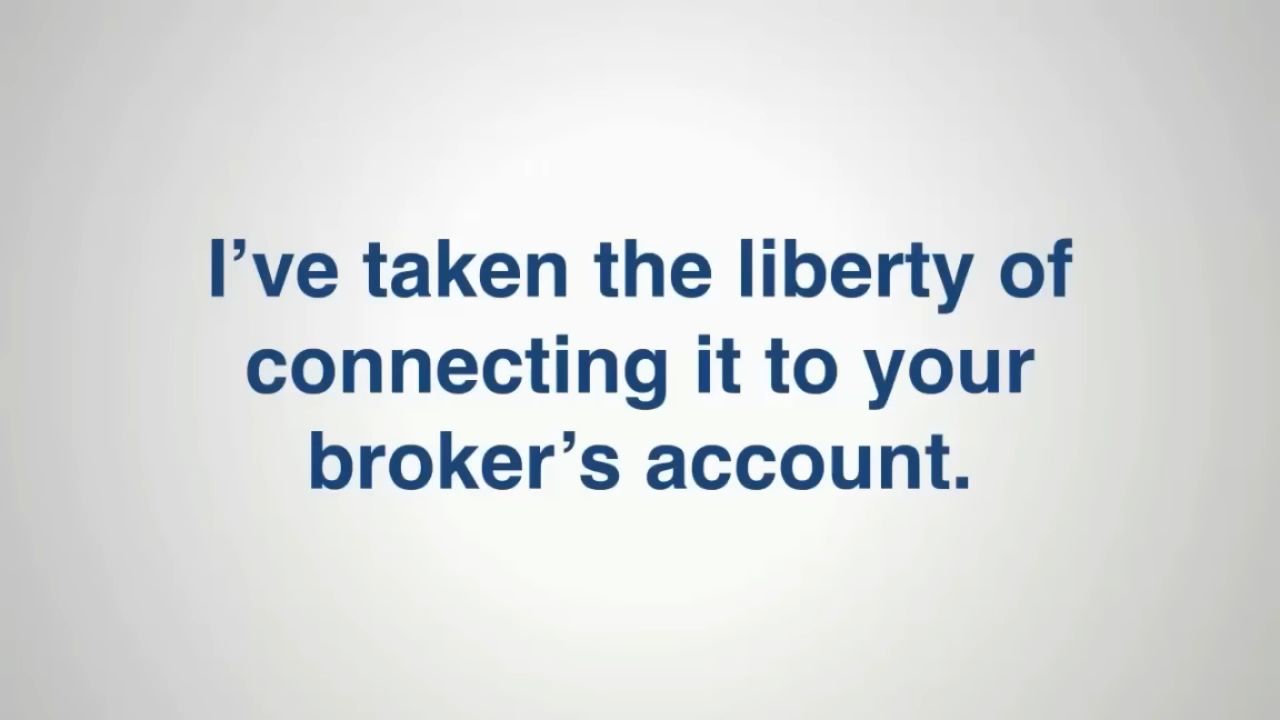 I’ve taken the liberty of
connecting it to your
broker’s account.